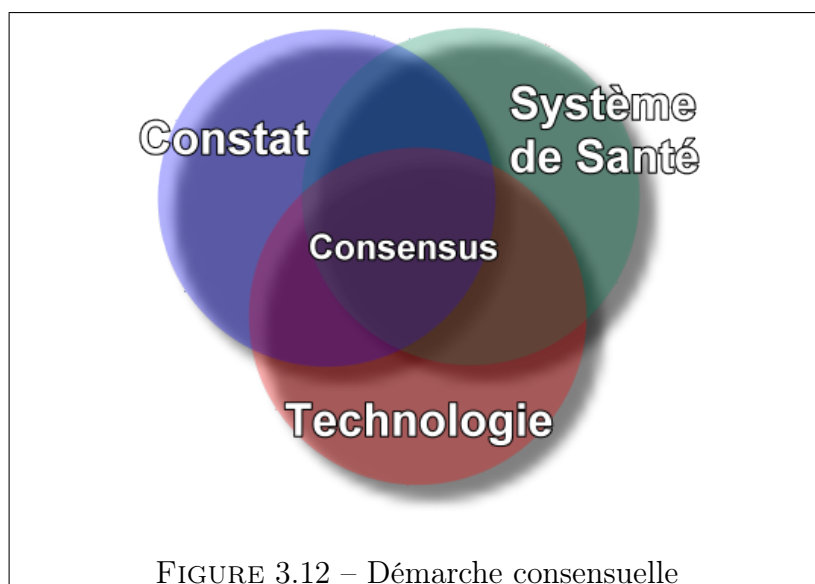 Constat
Système
de Santé
Consensus
Technologie
FIGURE 3.12 – Démarche consensuelle